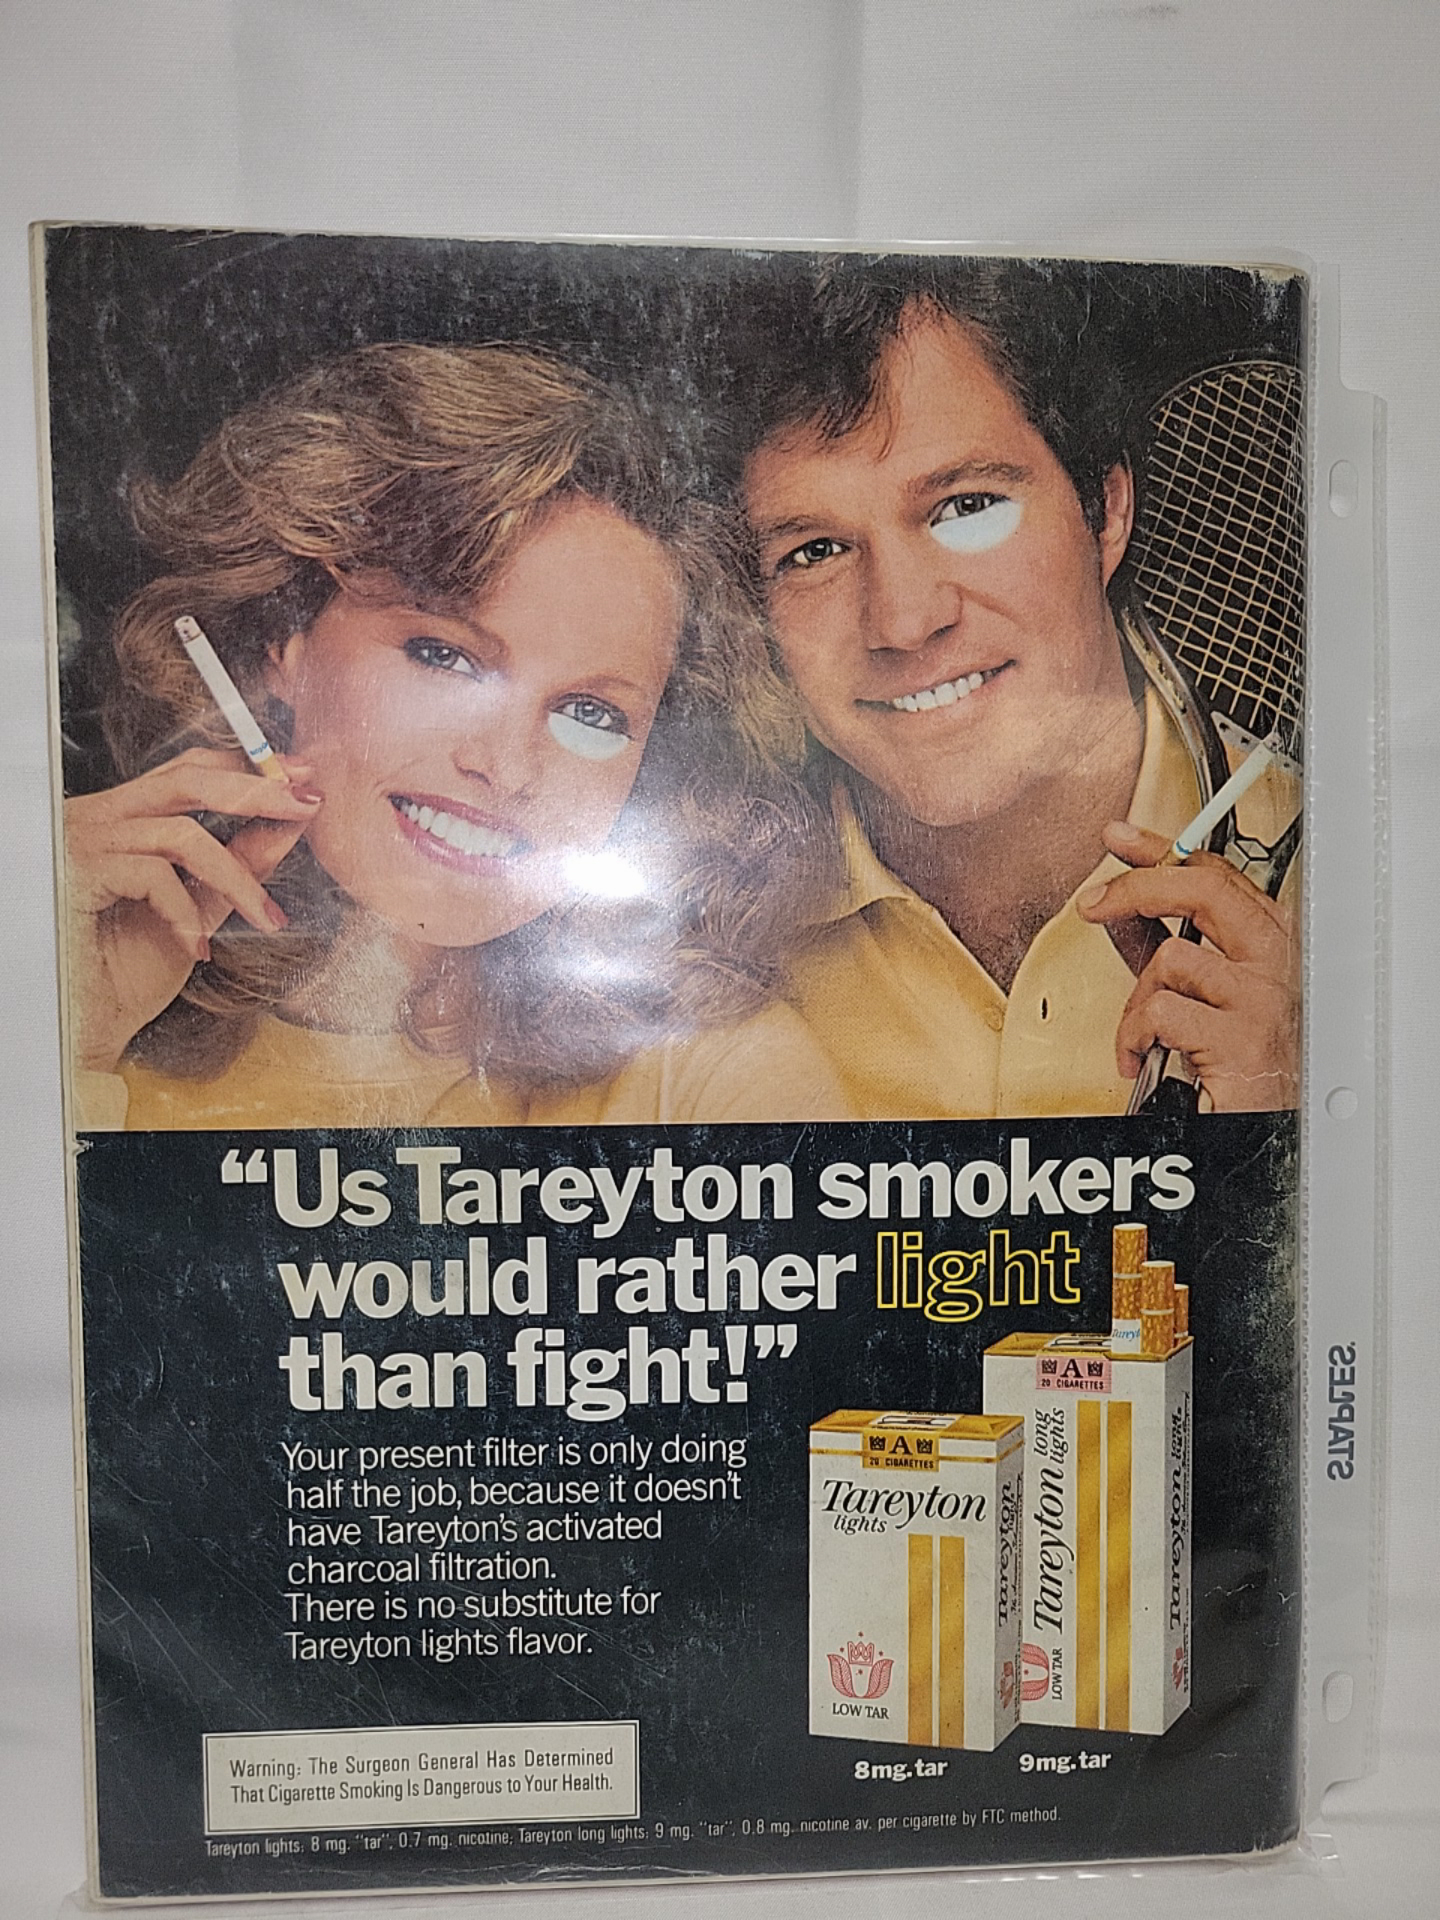 “Us Tareyton smokers
would rather light
than fight!”
Your present filter is only doing
half the job, because it doesn't
have Tareyton's activated
charcoal filtration.
There is no substitute for
Tareyton lights flavor.
A
20 CIGARETTES
Tareyton
lights
LOW TAR
Tareyton
8mg. tar
A
20 CIGARETTES
Tareyton long
lights
LOW TAR
Tareyton long
lights
9mg. tar
Warning: The Surgeon General Has Determined
That Cigarette Smoking Is Dangerous to Your Health.
Tareyton lights: 8 mg. "tar", 0.7 mg. nicotine; Tareyton long lights: 9 mg. "tar", 0.8 mg. nicotine av. per cigarette by FTC method.
STAPLES